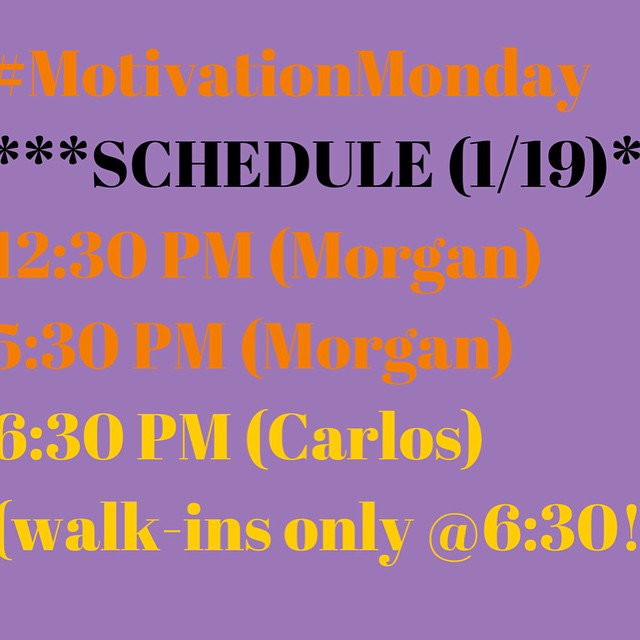 #MotivationMonday
***SCHEDULE (1/19)*
12:30 PM (Morgan)
5:30 PM (Morgan)
6:30 PM (Carlos)
(walk-ins only @6:30!